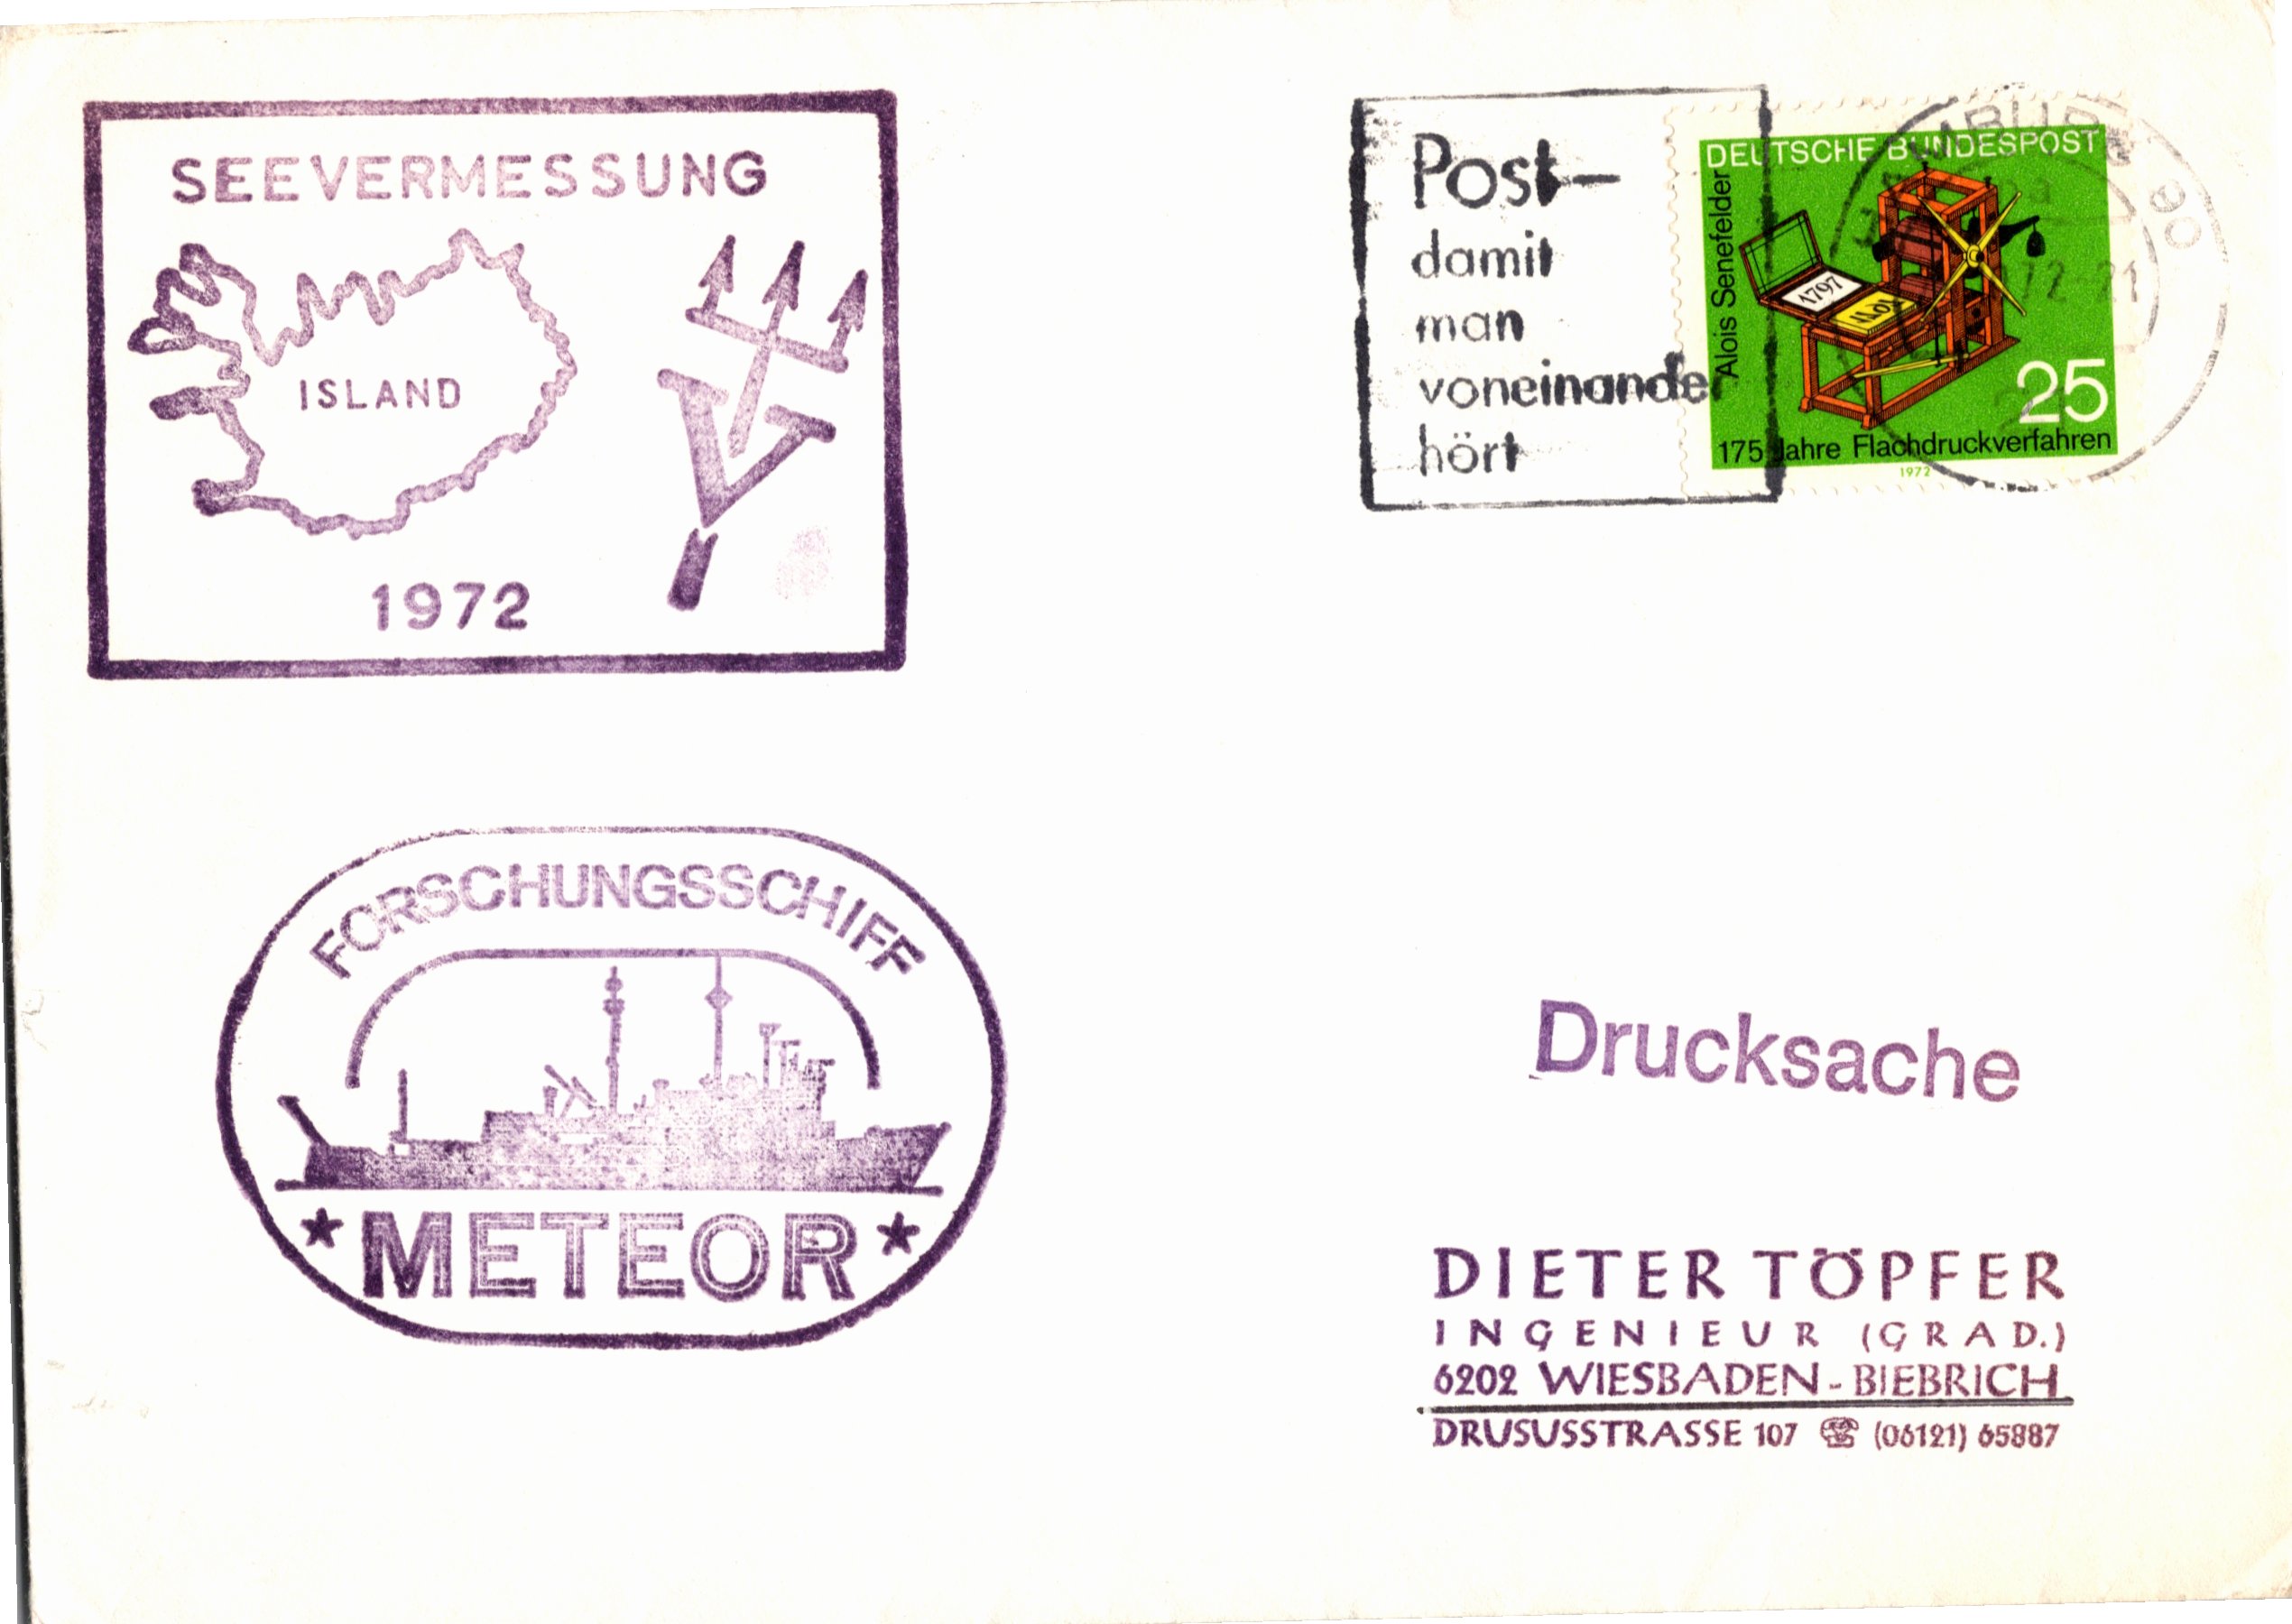 SEEVERMESSUNG
ISLAND
1972
Post-
damit
man
voneinander
hört
DEUTSCHE BUNDESPOST
Alois Senefelder
1797
25
175 Jahre Flachdruckverfahren
1972
FORSCHUNGSSCHIFF
* METEOR *
Drucksache
DIETER TÖPFER
INGENIEUR (GRAD.)
6202 WIESBADEN-BIEBRICH
DRUSUSSTRASSE 107 ☎ (06121) 65887